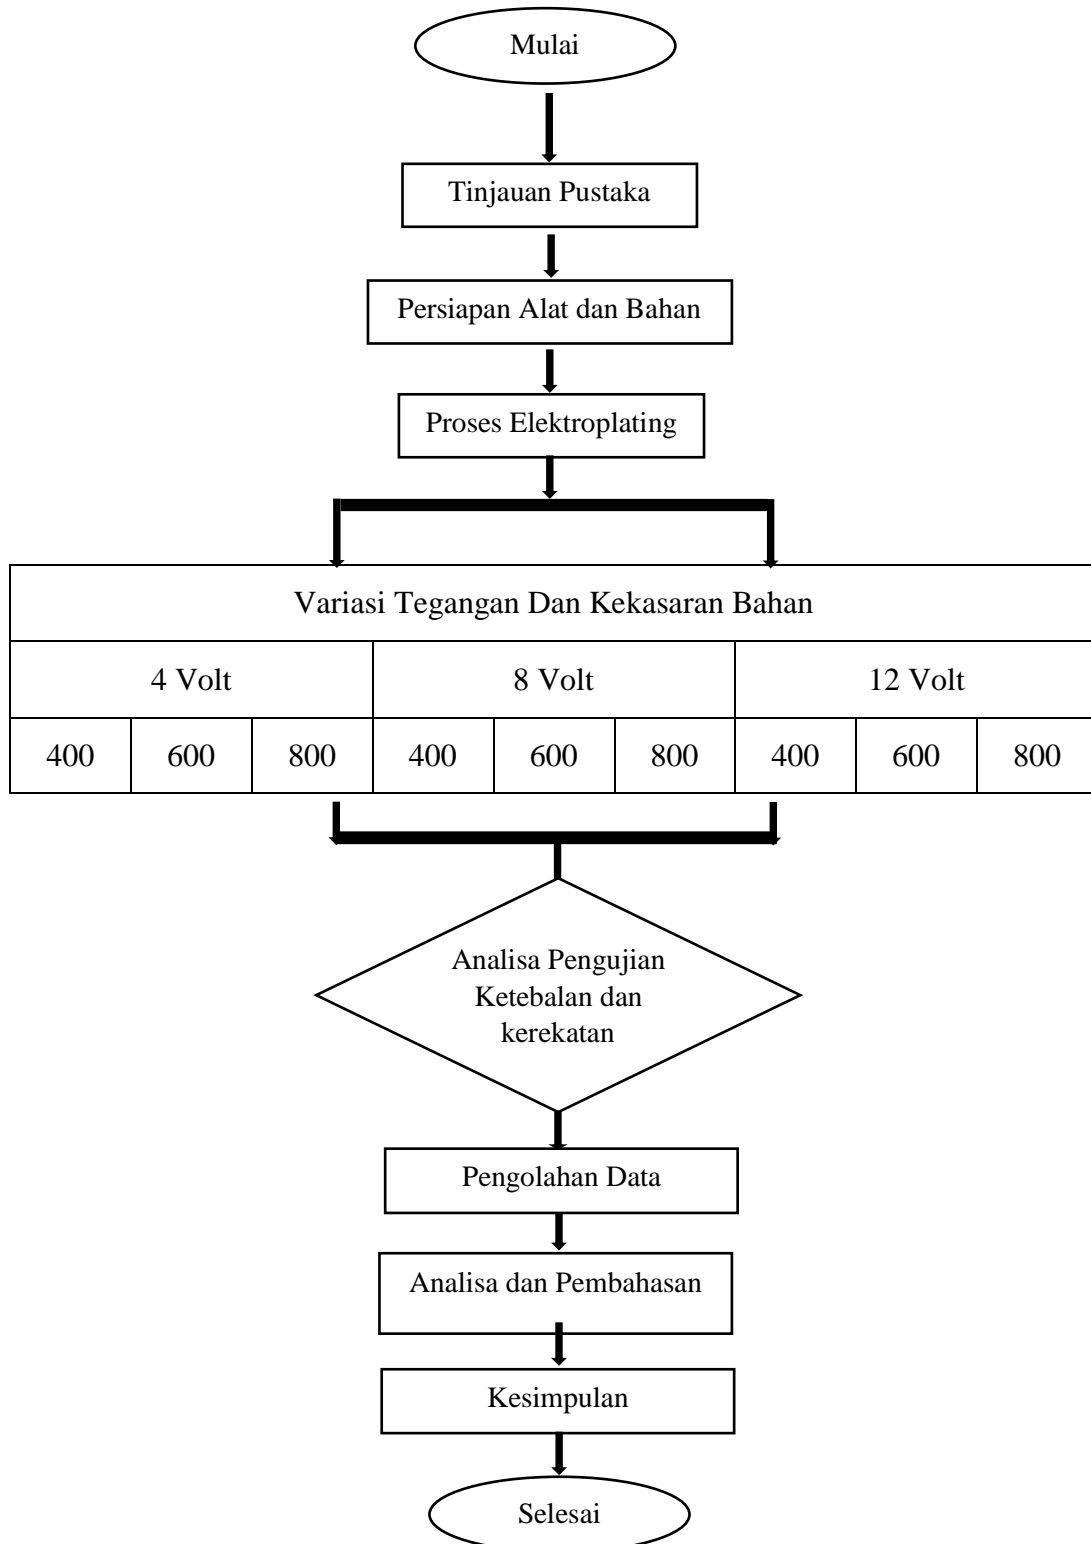 Mulai
Tinjauan Pustaka
Persiapan Alat dan Bahan
Proses Elektroplating
Variasi Tegangan Dan Kekasaran Bahan
4 Volt 8 Volt 12 Volt
400 600 800 400 600 800 400 600 800
Analisa Pengujian
Ketebalan dan
kerekatan
Pengolahan Data
Analisa dan Pembahasan
Kesimpulan
Selesai